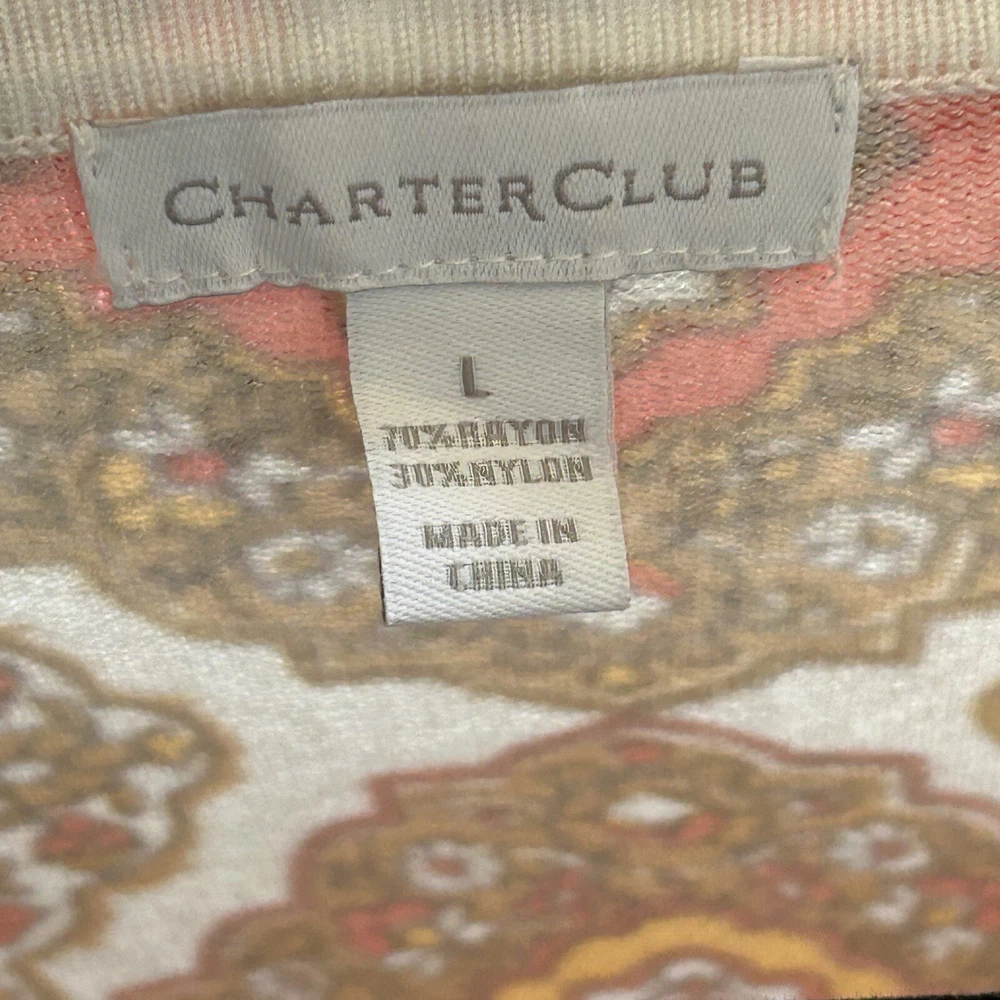 CHARTER CLUB
L
70% RAYON
30% NYLON
MADE IN
CHINA